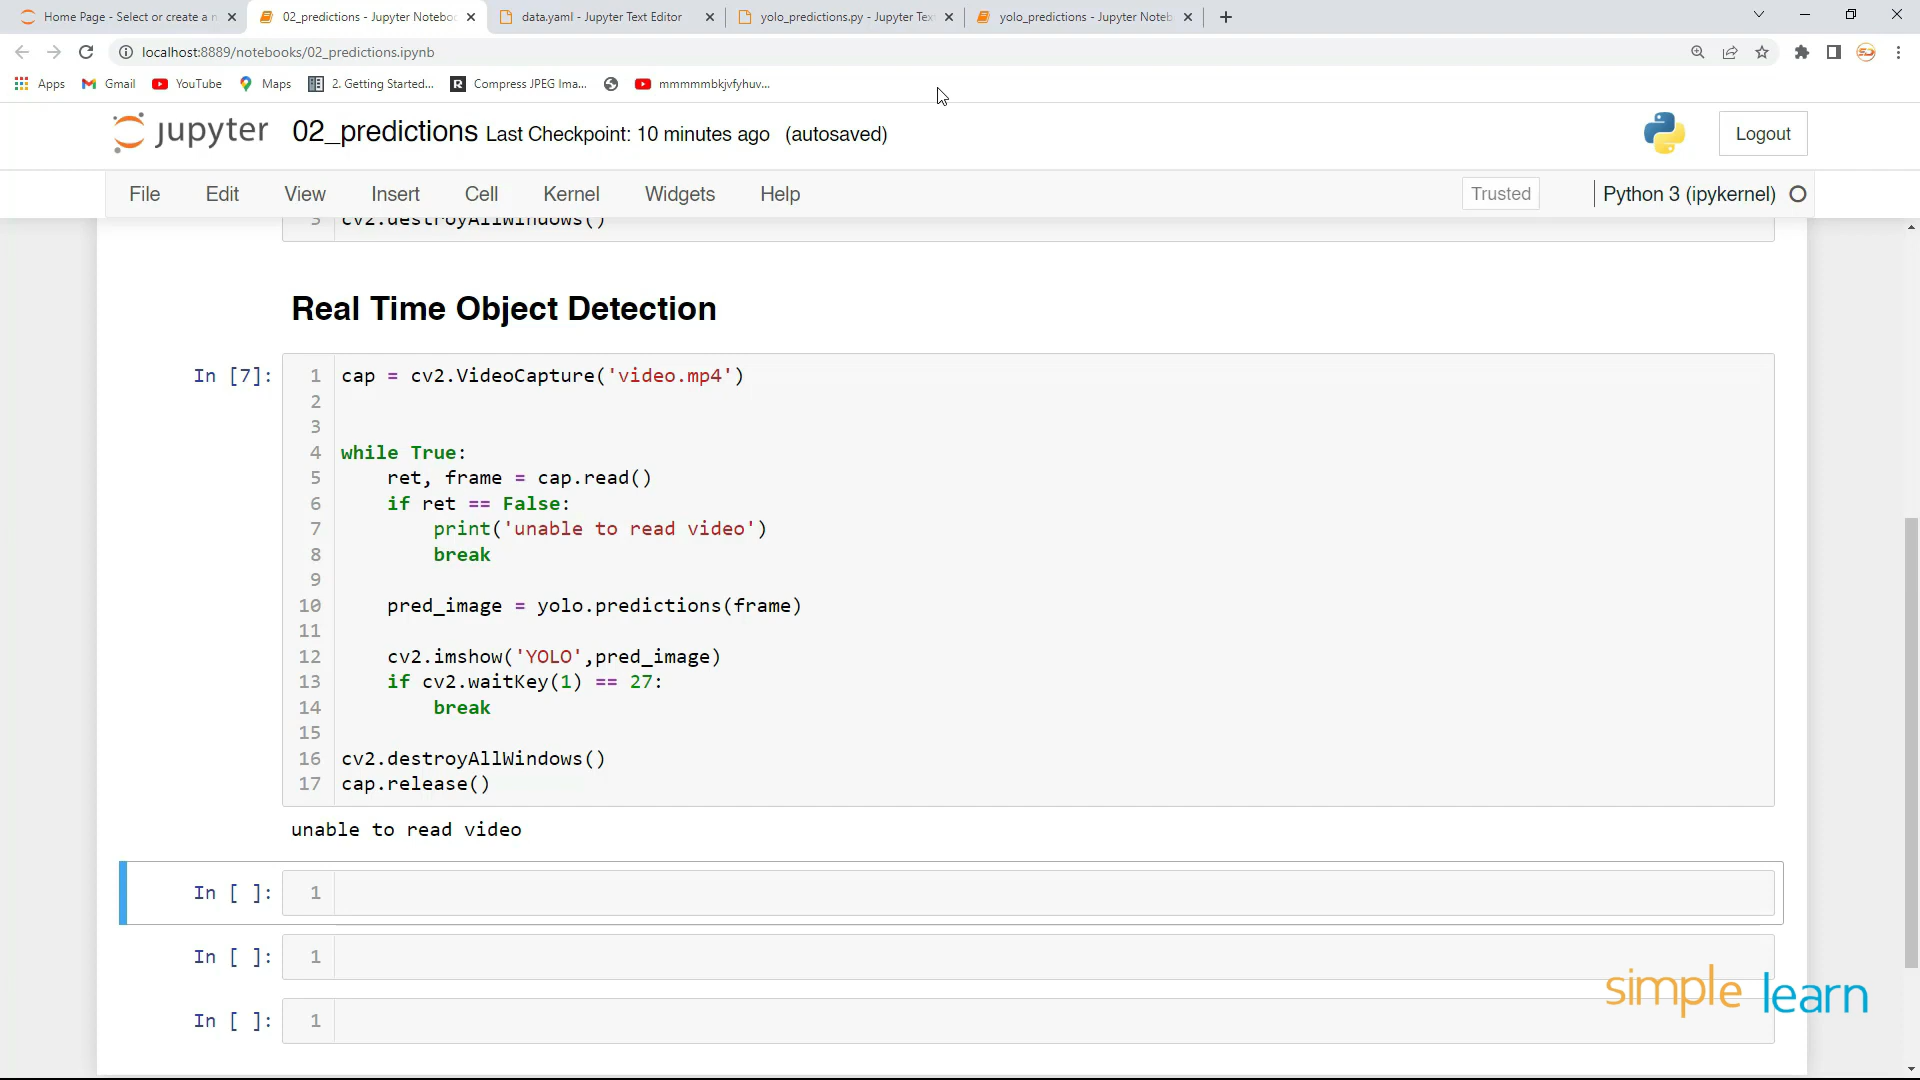 Home Page - Select or create a n
02_predictions - Jupyter Noteboo
data.yaml - Jupyter Text Editor
yolo_predictions.py - Jupyter Tex
yolo_predictions - Jupyter Noteb
localhost:8889/notebooks/02_predictions.ipynb
Apps
Gmail
YouTube
Maps
2. Getting Started...
Compress JPEG Ima...
mmmmmbkjvfyhuv...
jupyter
02_predictions Last Checkpoint: 10 minutes ago (autosaved)
Logout
File Edit View Insert Cell Kernel Widgets Help
Trusted
Python 3 (ipykernel)
3 cv2.destroyAllWindows()
Real Time Object Detection
In [7]:
1 cap = cv2.VideoCapture('video.mp4')
2
3
4 while True:
5 ret, frame = cap.read()
6 if ret == False:
7 print('unable to read video')
8 break
9
10 pred_image = yolo.predictions(frame)
11
12 cv2.imshow('YOLO',pred_image)
13 if cv2.waitKey(1) == 27:
14 break
15
16 cv2.destroyAllWindows()
17 cap.release()
unable to read video
In [ ]: 1
In [ ]: 1
In [ ]: 1
simplelearn